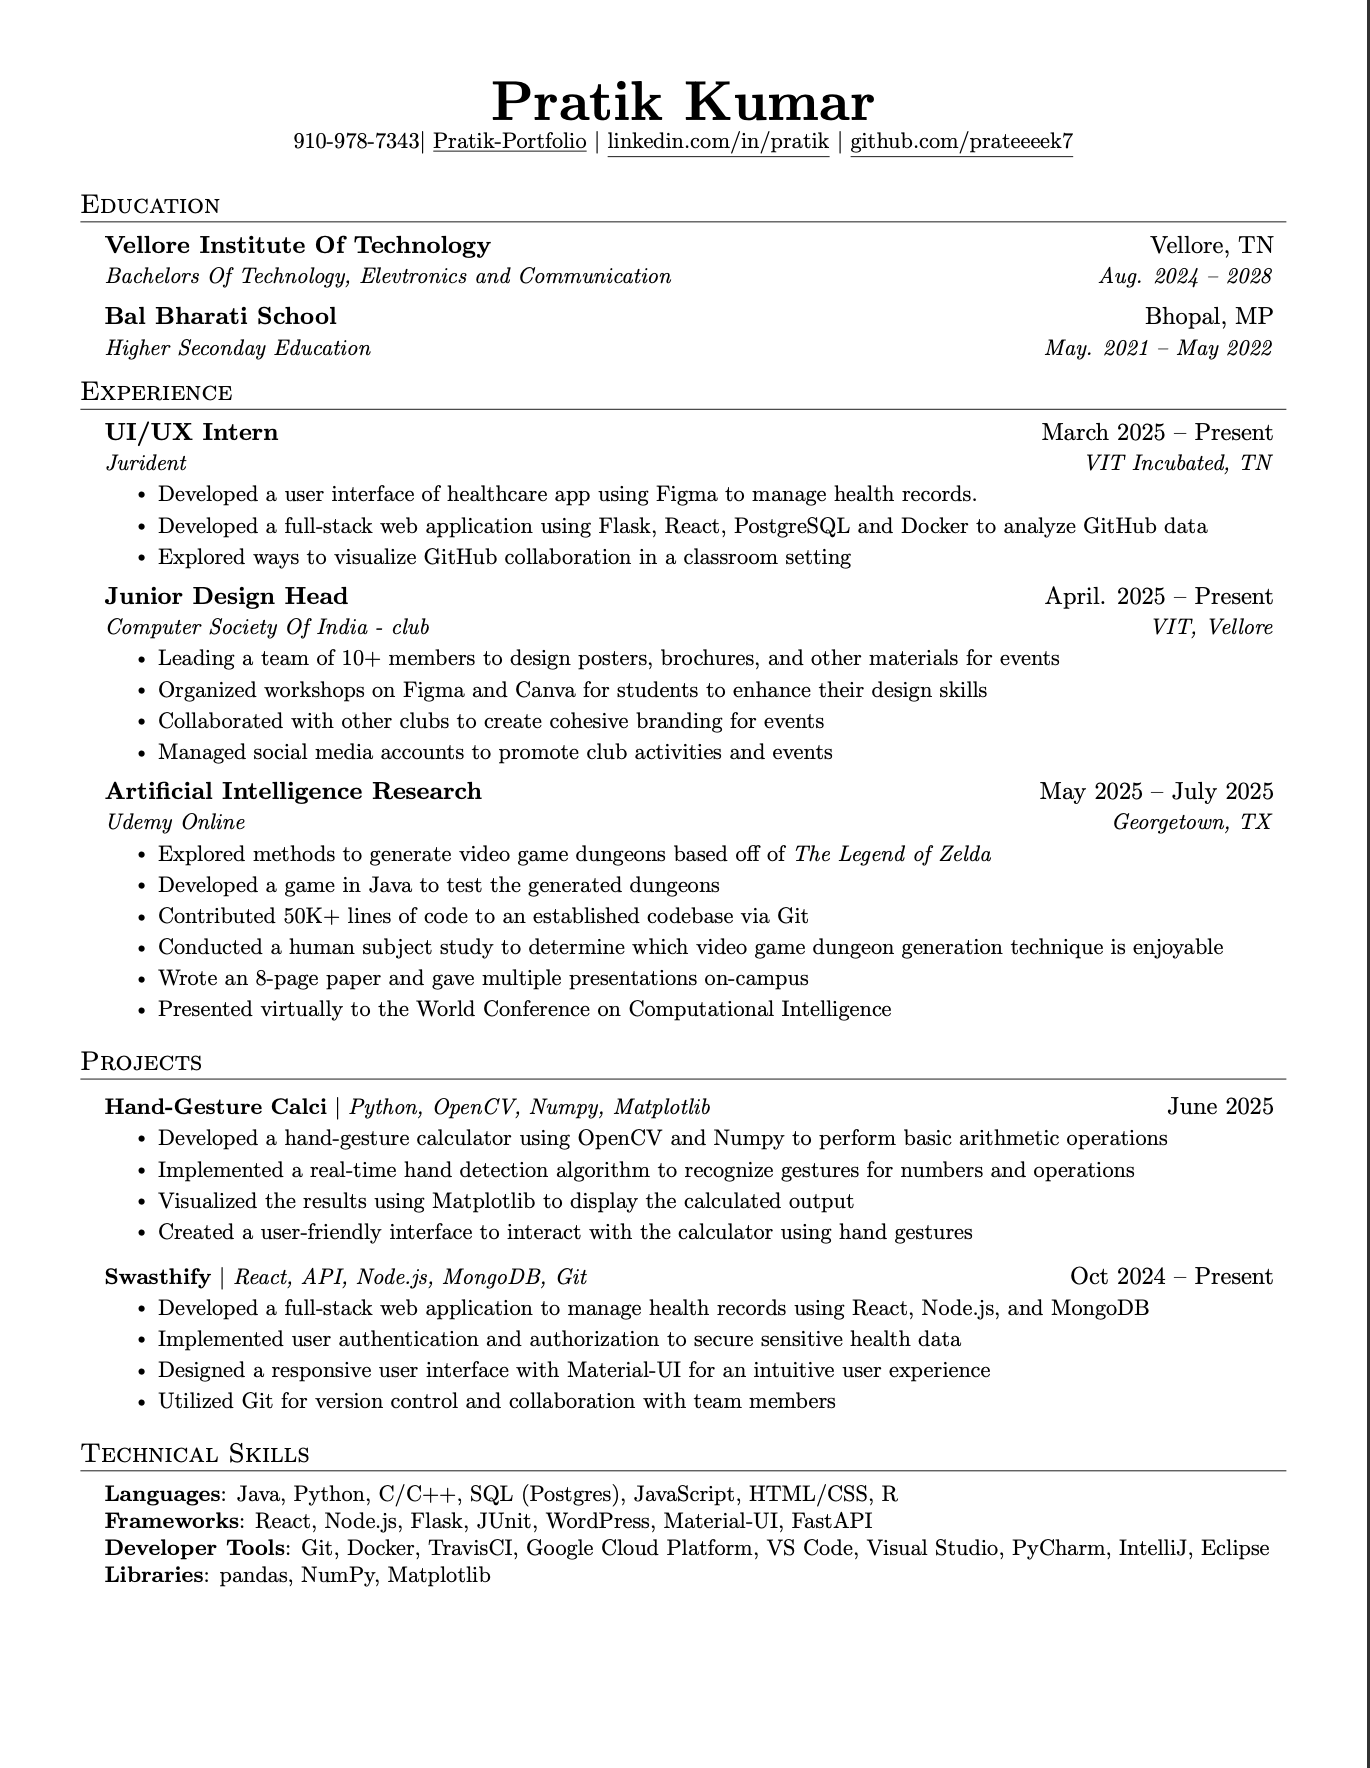 Pratik Kumar
910-978-7343| Pratik-Portfolio | linkedin.com/in/pratik | github.com/prateeeek7
Education
Vellore Institute Of Technology Vellore, TN
Bachelors Of Technology, Elevtronics and Communication Aug. 2024 – 2028
Bal Bharati School Bhopal, MP
Higher Seconday Education May. 2021 – May 2022
Experience
UI/UX Intern March 2025 – Present
Jurident VIT Incubated, TN
• Developed a user interface of healthcare app using Figma to manage health records.
• Developed a full-stack web application using Flask, React, PostgreSQL and Docker to analyze GitHub data
• Explored ways to visualize GitHub collaboration in a classroom setting
Junior Design Head April. 2025 – Present
Computer Society Of India - club VIT, Vellore
• Leading a team of 10+ members to design posters, brochures, and other materials for events
• Organized workshops on Figma and Canva for students to enhance their design skills
• Collaborated with other clubs to create cohesive branding for events
• Managed social media accounts to promote club activities and events
Artificial Intelligence Research May 2025 – July 2025
Udemy Online Georgetown, TX
• Explored methods to generate video game dungeons based off of The Legend of Zelda
• Developed a game in Java to test the generated dungeons
• Contributed 50K+ lines of code to an established codebase via Git
• Conducted a human subject study to determine which video game dungeon generation technique is enjoyable
• Wrote an 8-page paper and gave multiple presentations on-campus
• Presented virtually to the World Conference on Computational Intelligence
Projects
Hand-Gesture Calci | Python, OpenCV, Numpy, Matplotlib June 2025
• Developed a hand-gesture calculator using OpenCV and Numpy to perform basic arithmetic operations
• Implemented a real-time hand detection algorithm to recognize gestures for numbers and operations
• Visualized the results using Matplotlib to display the calculated output
• Created a user-friendly interface to interact with the calculator using hand gestures
Swasthify | React, API, Node.js, MongoDB, Git Oct 2024 – Present
• Developed a full-stack web application to manage health records using React, Node.js, and MongoDB
• Implemented user authentication and authorization to secure sensitive health data
• Designed a responsive user interface with Material-UI for an intuitive user experience
• Utilized Git for version control and collaboration with team members
Technical Skills
Languages: Java, Python, C/C++, SQL (Postgres), JavaScript, HTML/CSS, R
Frameworks: React, Node.js, Flask, JUnit, WordPress, Material-UI, FastAPI
Developer Tools: Git, Docker, TravisCI, Google Cloud Platform, VS Code, Visual Studio, PyCharm, IntelliJ, Eclipse
Libraries: pandas, NumPy, Matplotlib